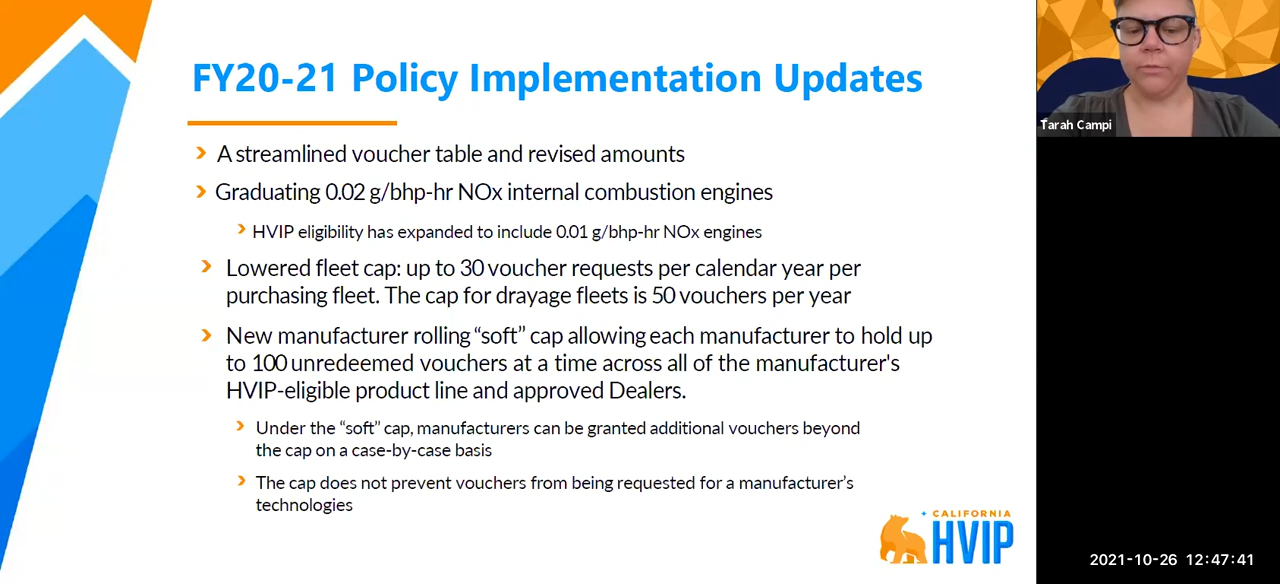 FY20-21 Policy Implementation Updates
A streamlined voucher table and revised amounts
Graduating 0.02 g/bhp-hr NOx internal combustion engines
HVIP eligibility has expanded to include 0.01 g/bhp-hr NOx engines
Lowered fleet cap: up to 30 voucher requests per calendar year per
purchasing fleet. The cap for drayage fleets is 50 vouchers per year
New manufacturer rolling “soft” cap allowing each manufacturer to hold up
to 100 unredeemed vouchers at a time across all of the manufacturer's
HVIP-eligible product line and approved Dealers.
Under the “soft” cap, manufacturers can be granted additional vouchers beyond
the cap on a case-by-case basis
The cap does not prevent vouchers from being requested for a manufacturer’s
technologies
CALIFORNIA
HVIP
Tarah Campi
2021-10-26 12:47:41